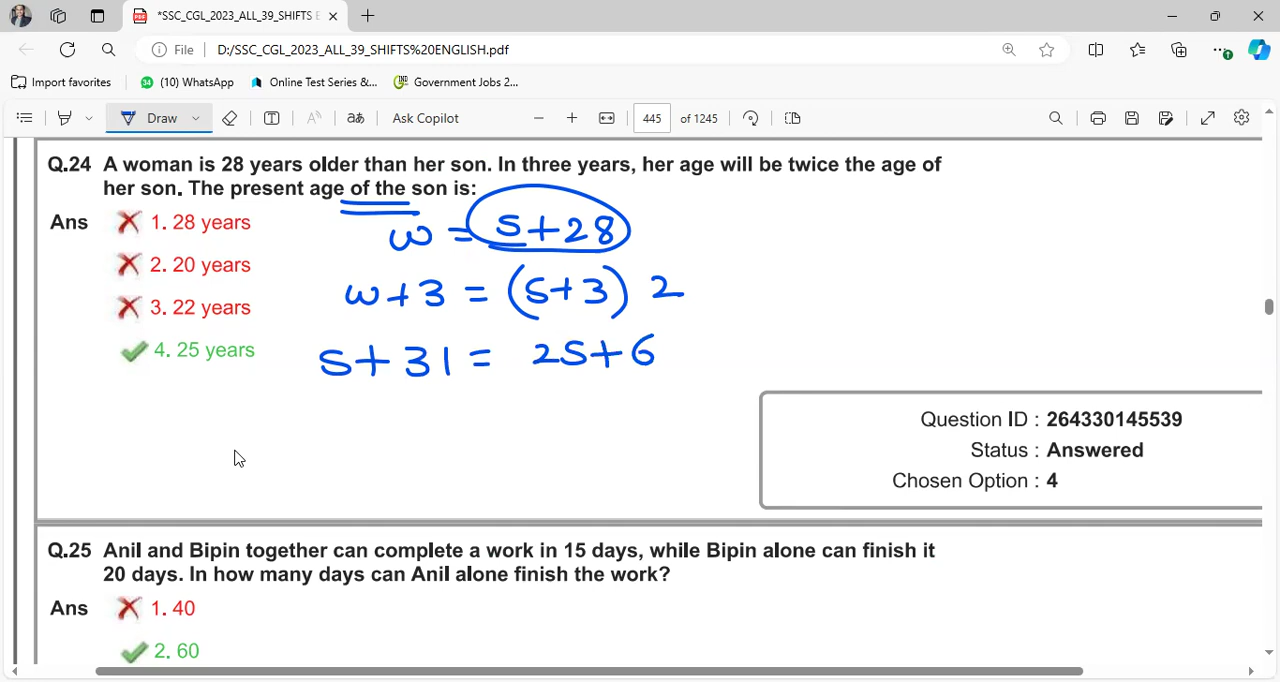 *SSC_CGL_2023_ALL_39_SHIFTS E
File D:/SSC_CGL_2023_ALL_39_SHIFTS%20ENGLISH.pdf
Import favorites (10) WhatsApp Online Test Series &... Government Jobs 2...
Draw aあ Ask Copilot 445 of 1245
Q.24 A woman is 28 years older than her son. In three years, her age will be twice the age of
her son. The present age of the son is:
Ans 1. 28 years
w = s+28
2. 20 years
w+3 = (s+3) 2
3. 22 years
4. 25 years
s+31 = 2s+6
Question ID : 264330145539
Status : Answered
Chosen Option : 4
Q.25 Anil and Bipin together can complete a work in 15 days, while Bipin alone can finish it
20 days. In how many days can Anil alone finish the work?
Ans 1. 40
2. 60